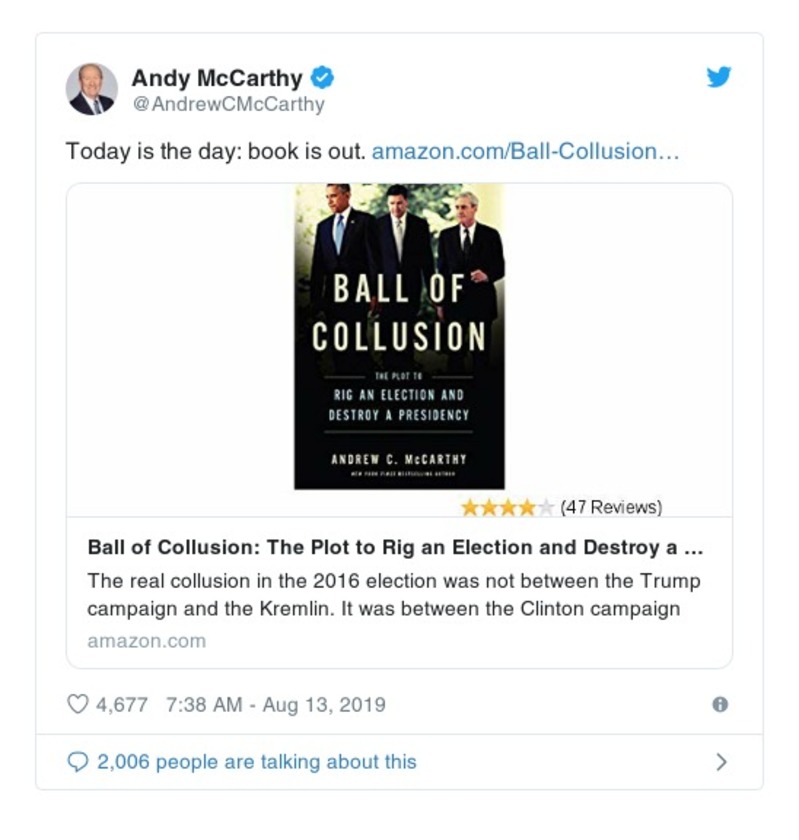 Andy McCarthy
@AndrewCMcCarthy
Today is the day: book is out. amazon.com/Ball-Collusion…
BALL OF
COLLUSION
THE PLOT TO
RIG AN ELECTION AND
DESTROY A PRESIDENCY
ANDREW C. McCARTHY
NEW YORK TIMES BESTSELLING AUTHOR
(47 Reviews)
Ball of Collusion: The Plot to Rig an Election and Destroy a ...
The real collusion in the 2016 election was not between the Trump
campaign and the Kremlin. It was between the Clinton campaign
amazon.com
4,677 7:38 AM - Aug 13, 2019
2,006 people are talking about this